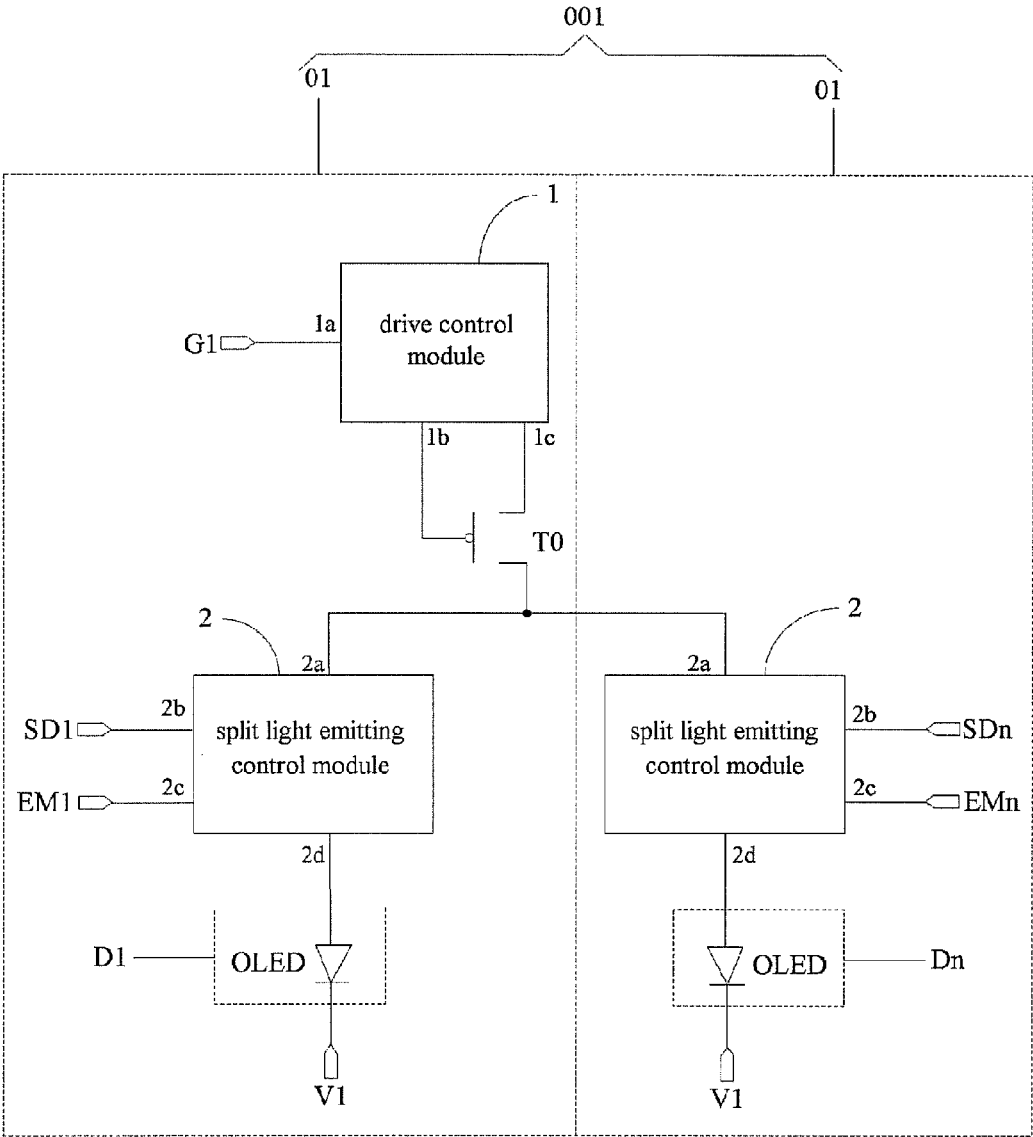 001
01
01
1
1a
drive control
module
G1
1b
1c
T0
2
2
2a
2a
2b
split light emitting
control module
SD1
2c
EM1
split light emitting
control module
2b
SDn
2c
EMn
2d
2d
D1
OLED
OLED
Dn
V1
V1